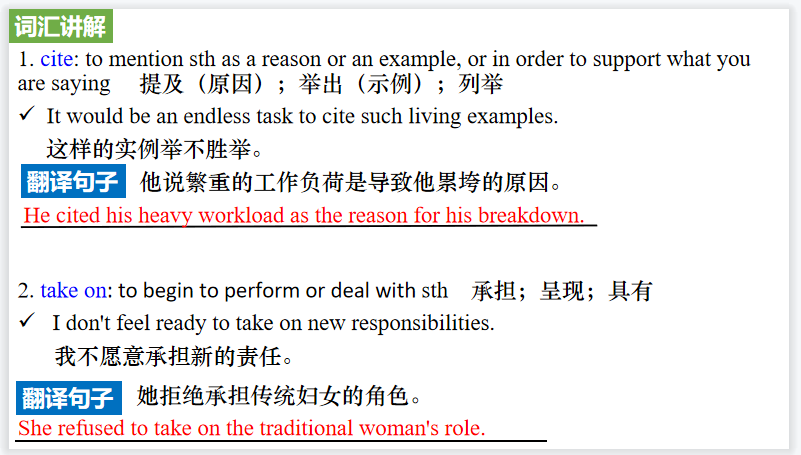 词汇讲解
1. cite: to mention sth as a reason or an example, or in order to support what you
are saying 提及（原因）；举出（示例）；列举
✓ It would be an endless task to cite such living examples.
这样的实例举不胜举。
翻译句子 他说繁重的工作负荷是导致他累垮的原因。
He cited his heavy workload as the reason for his breakdown.
2. take on: to begin to perform or deal with sth 承担；呈现；具有
✓ I don't feel ready to take on new responsibilities.
我不愿意承担新的责任。
翻译句子 她拒绝承担传统妇女的角色。
She refused to take on the traditional woman's role.